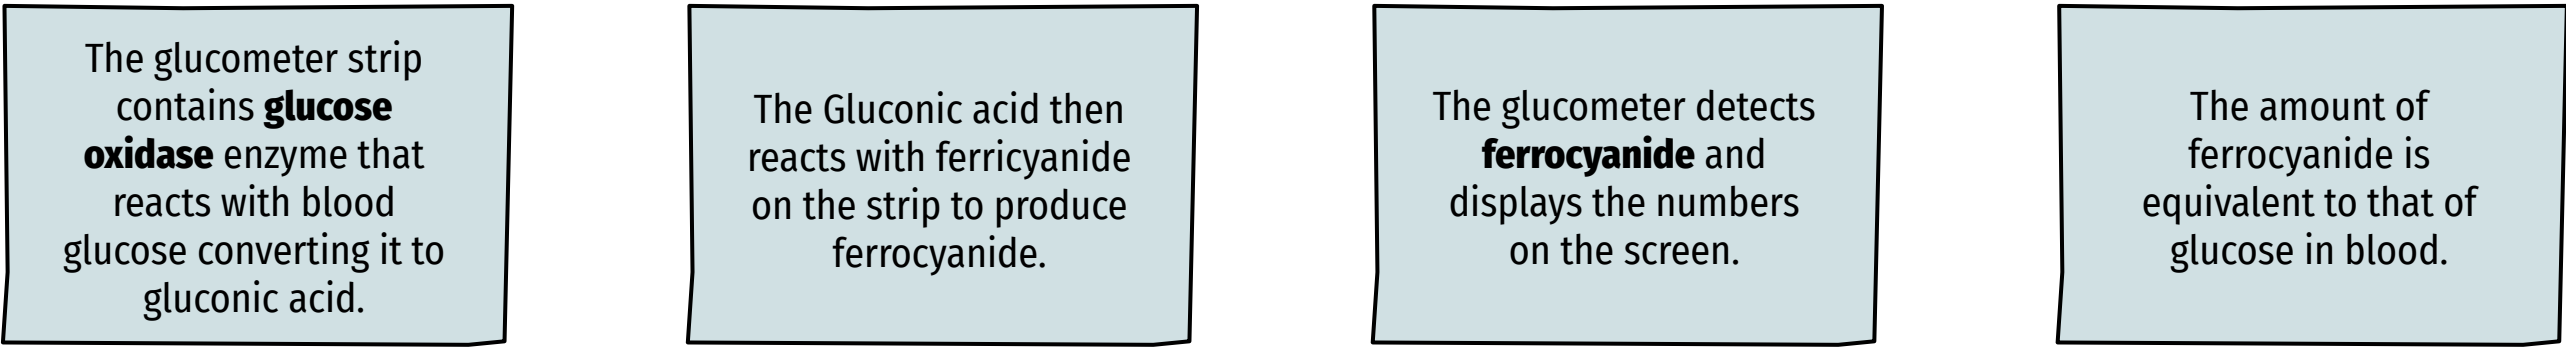 The glucometer strip
contains glucose
oxidase enzyme that
reacts with blood
glucose converting it to
gluconic acid.
The Gluconic acid then
reacts with ferricyanide
on the strip to produce
ferrocyanide.
The glucometer detects
ferrocyanide and
displays the numbers
on the screen.
The amount of
ferrocyanide is
equivalent to that of
glucose in blood.